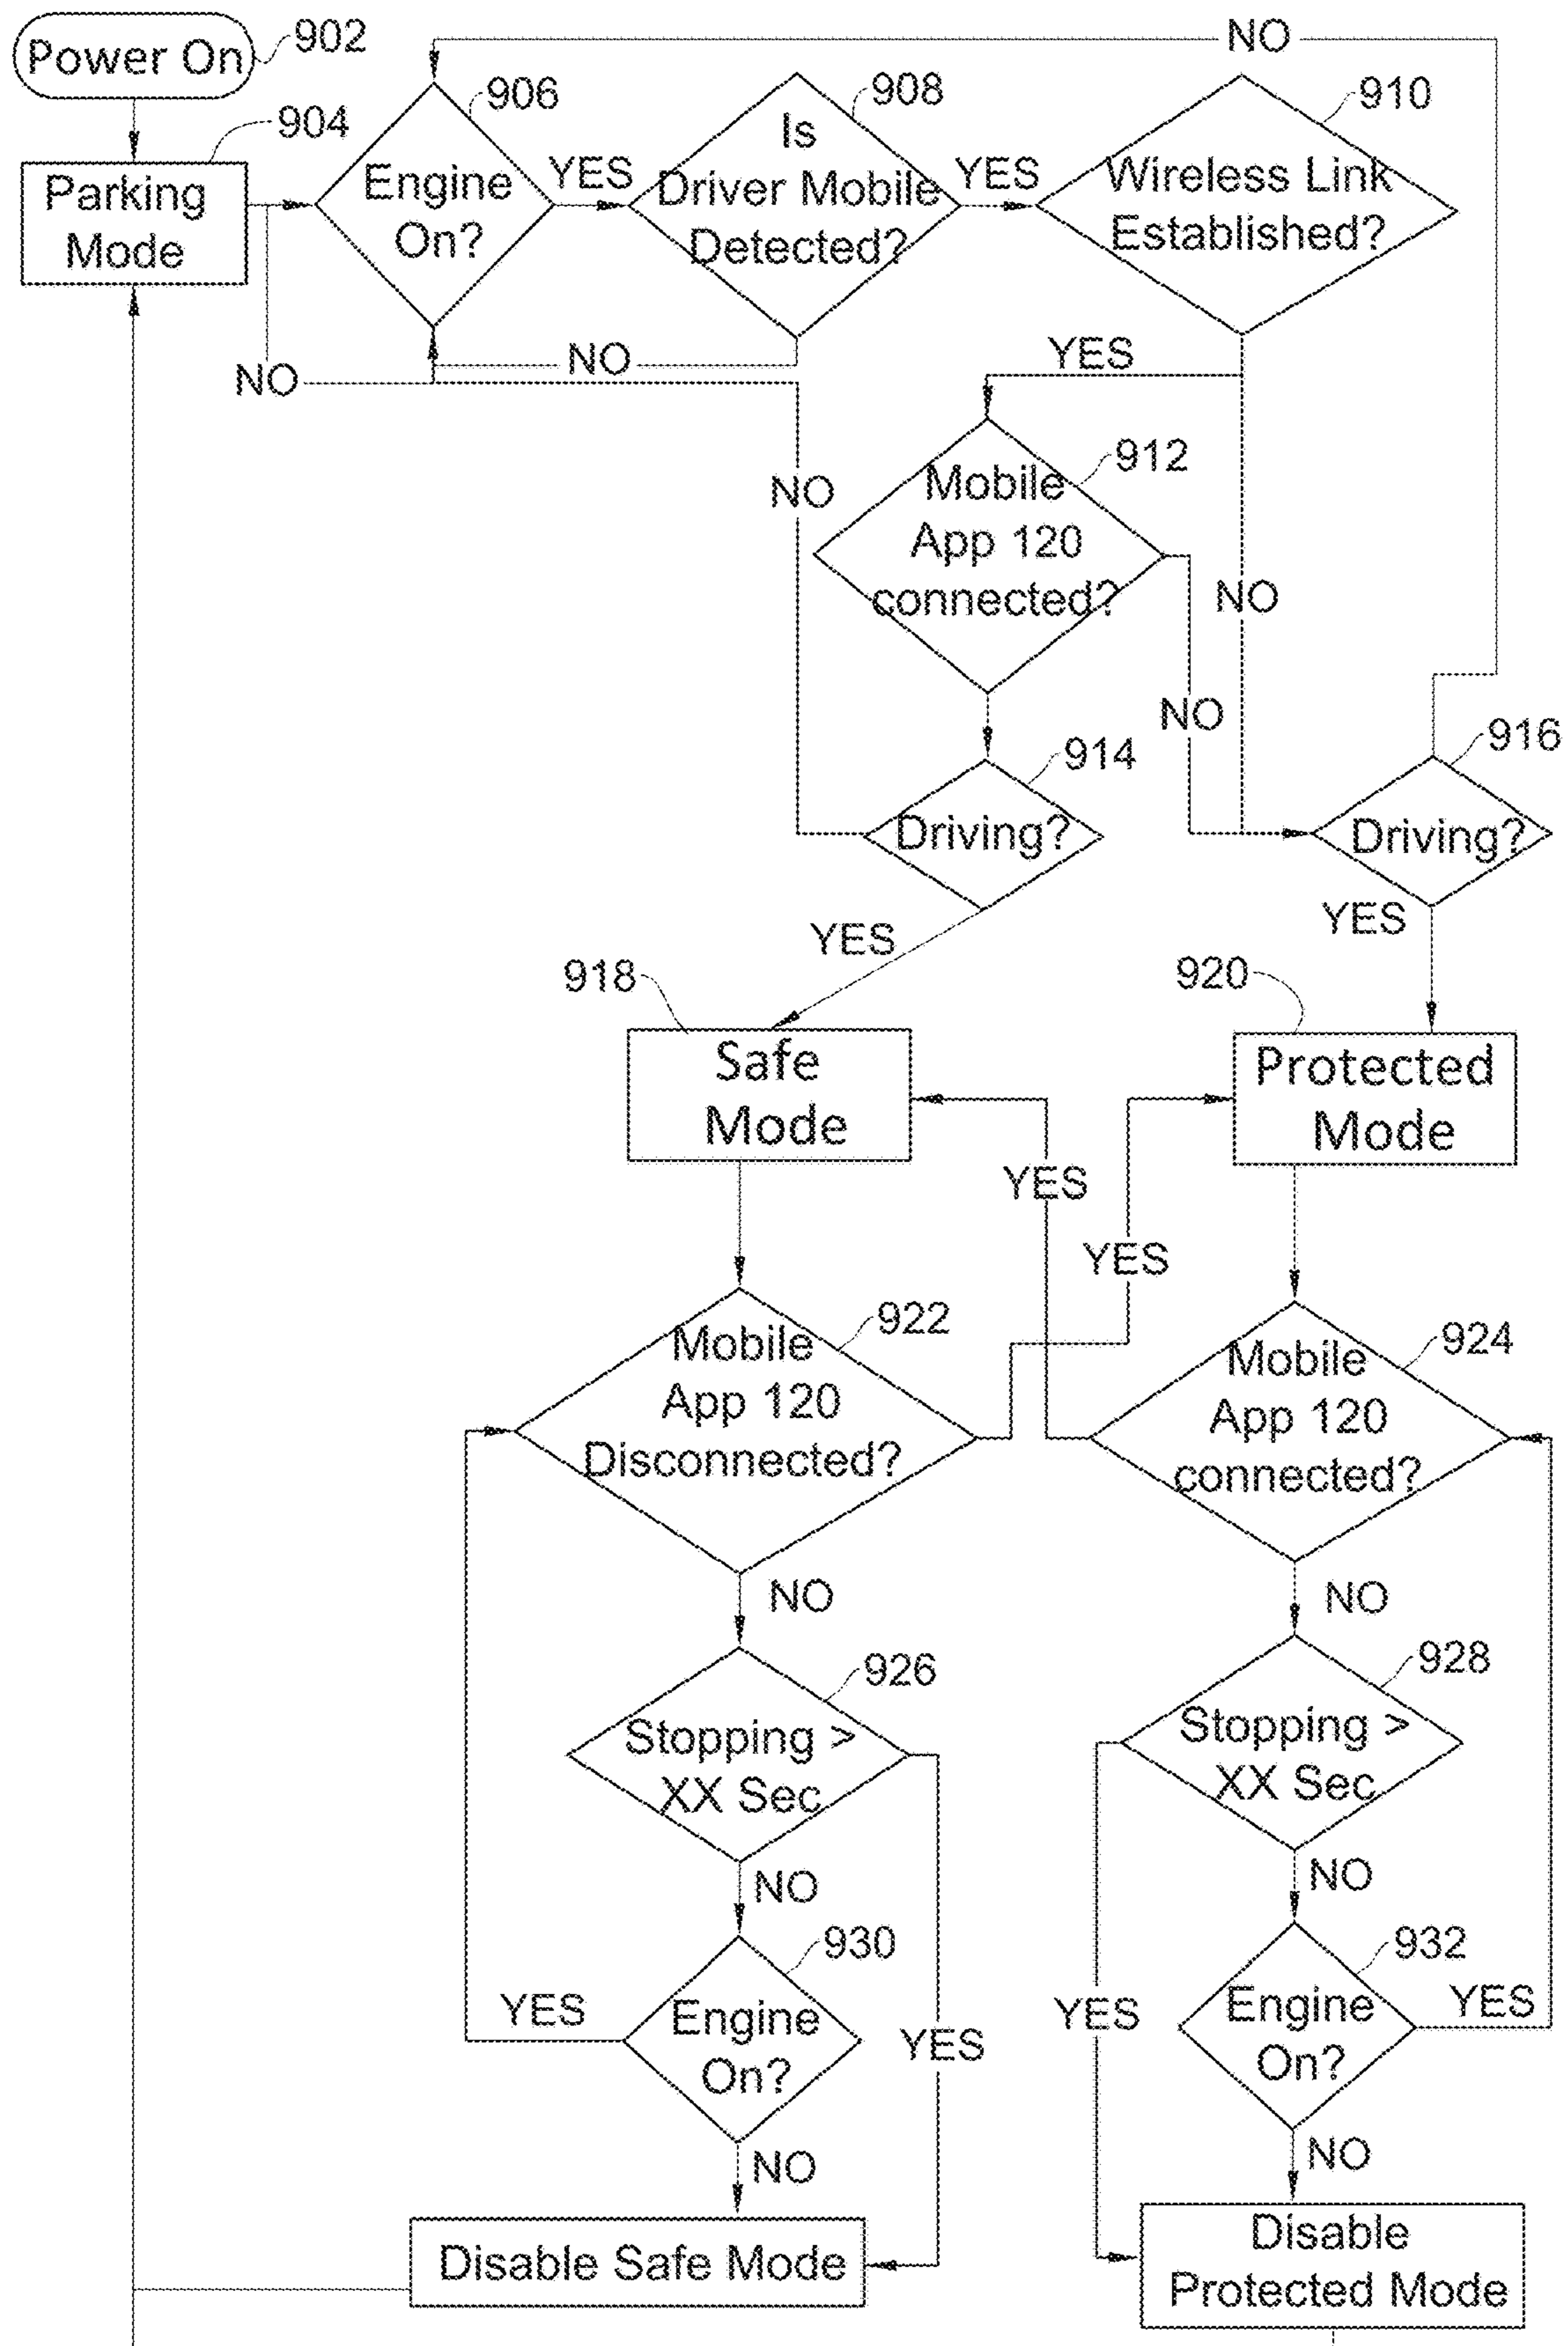 Power On
902
NO
904
Parking
Mode
906
Engine
On?
YES
908
Is
Driver Mobile
Detected?
YES
910
Wireless Link
Established?
NO
NO
YES
912
Mobile
App 120
connected?
NO
NO
NO
914
Driving?
916
Driving?
YES
YES
918
Safe
Mode
920
Protected
Mode
YES
YES
922
Mobile
App 120
Disconnected?
924
Mobile
App 120
connected?
NO
NO
926
Stopping >
XX Sec
928
Stopping >
XX Sec
NO
NO
930
Engine
On?
YES
YES
932
Engine
On?
YES
YES
NO
NO
Disable Safe Mode
Disable
Protected Mode